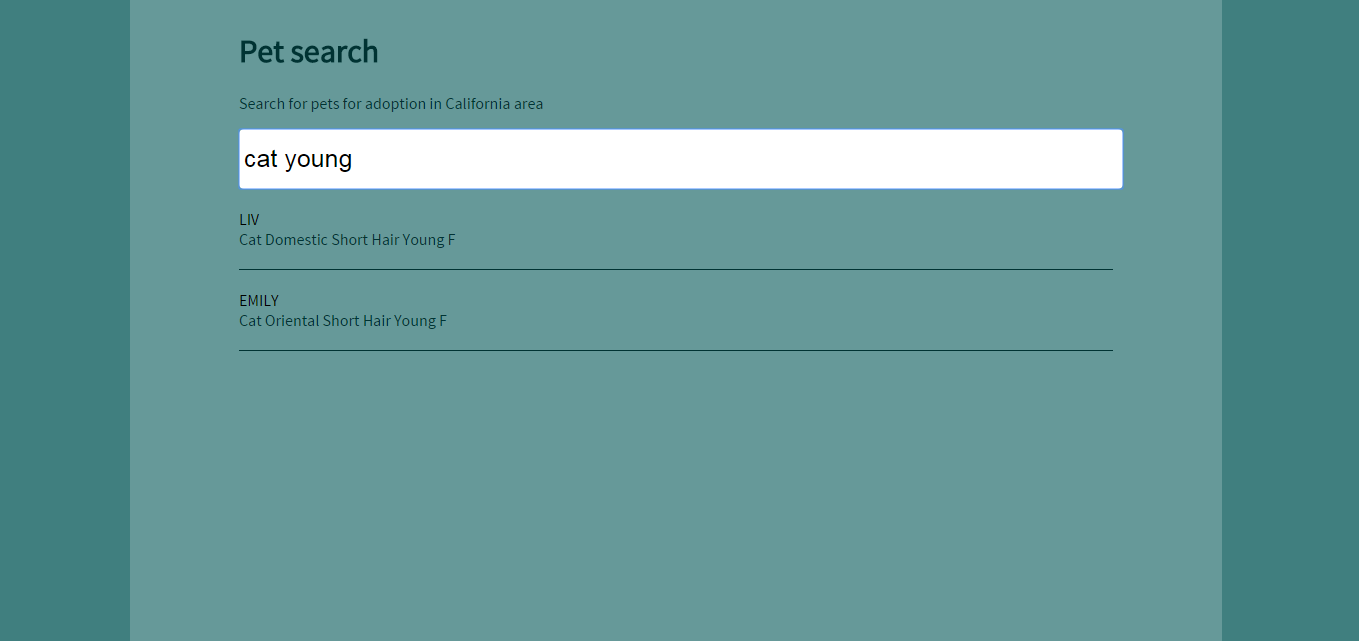 Pet search
Search for pets for adoption in California area
cat young
LIV
Cat Domestic Short Hair Young F
EMILY
Cat Oriental Short Hair Young F